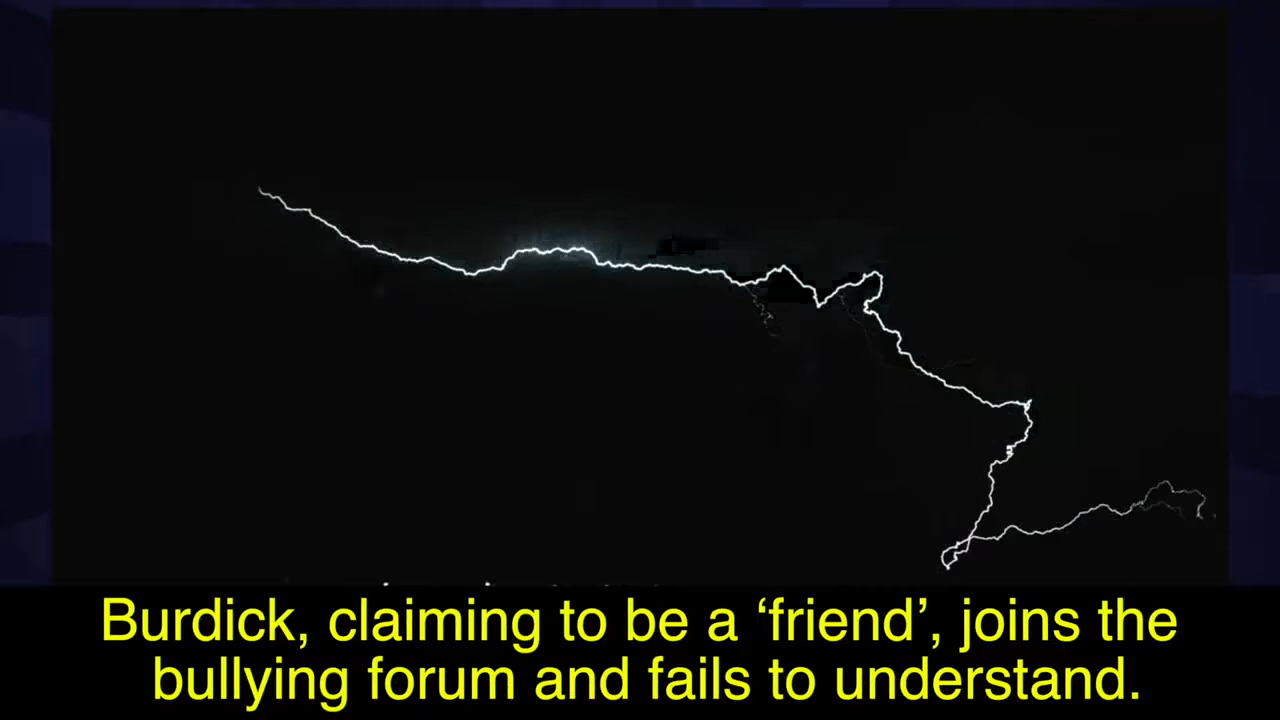 Burdick, claiming to be a ‘friend’, joins the
bullying forum and fails to understand.